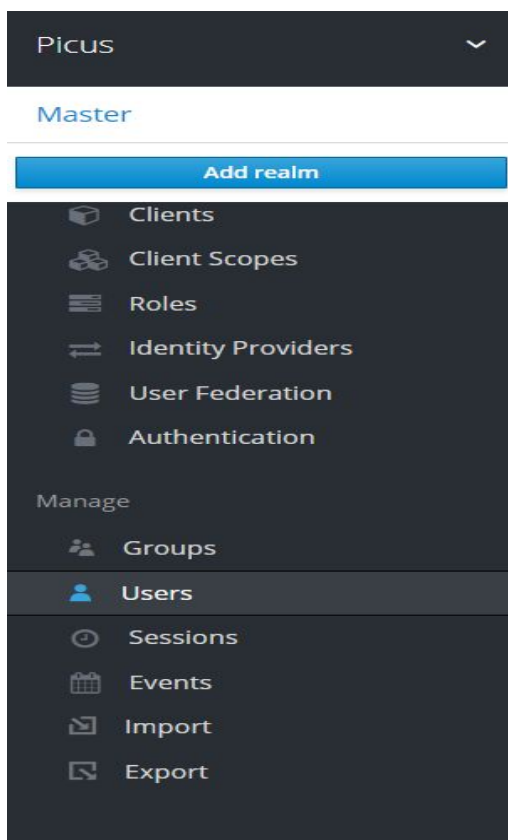 Picus
Master
Add realm
Clients
Client Scopes
Roles
Identity Providers
User Federation
Authentication
Manage
Groups
Users
Sessions
Events
Import
Export